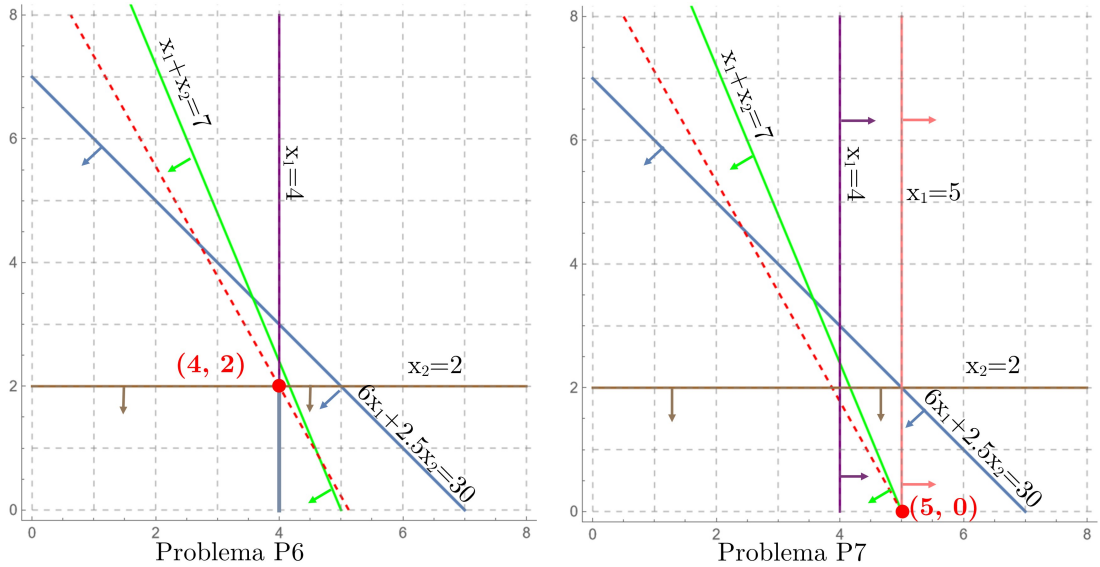 8
6
4
2
0
0
2
4
6
8
x₁+x₂=7
x₁=4
(4, 2)
x₂=2
6x₁+2.5x₂=30
Problema P6
8
6
4
2
0
0
2
4
6
8
x₁+x₂=7
x₁=4
x₁=5
x₂=2
6x₁+2.5x₂=30
(5, 0)
Problema P7